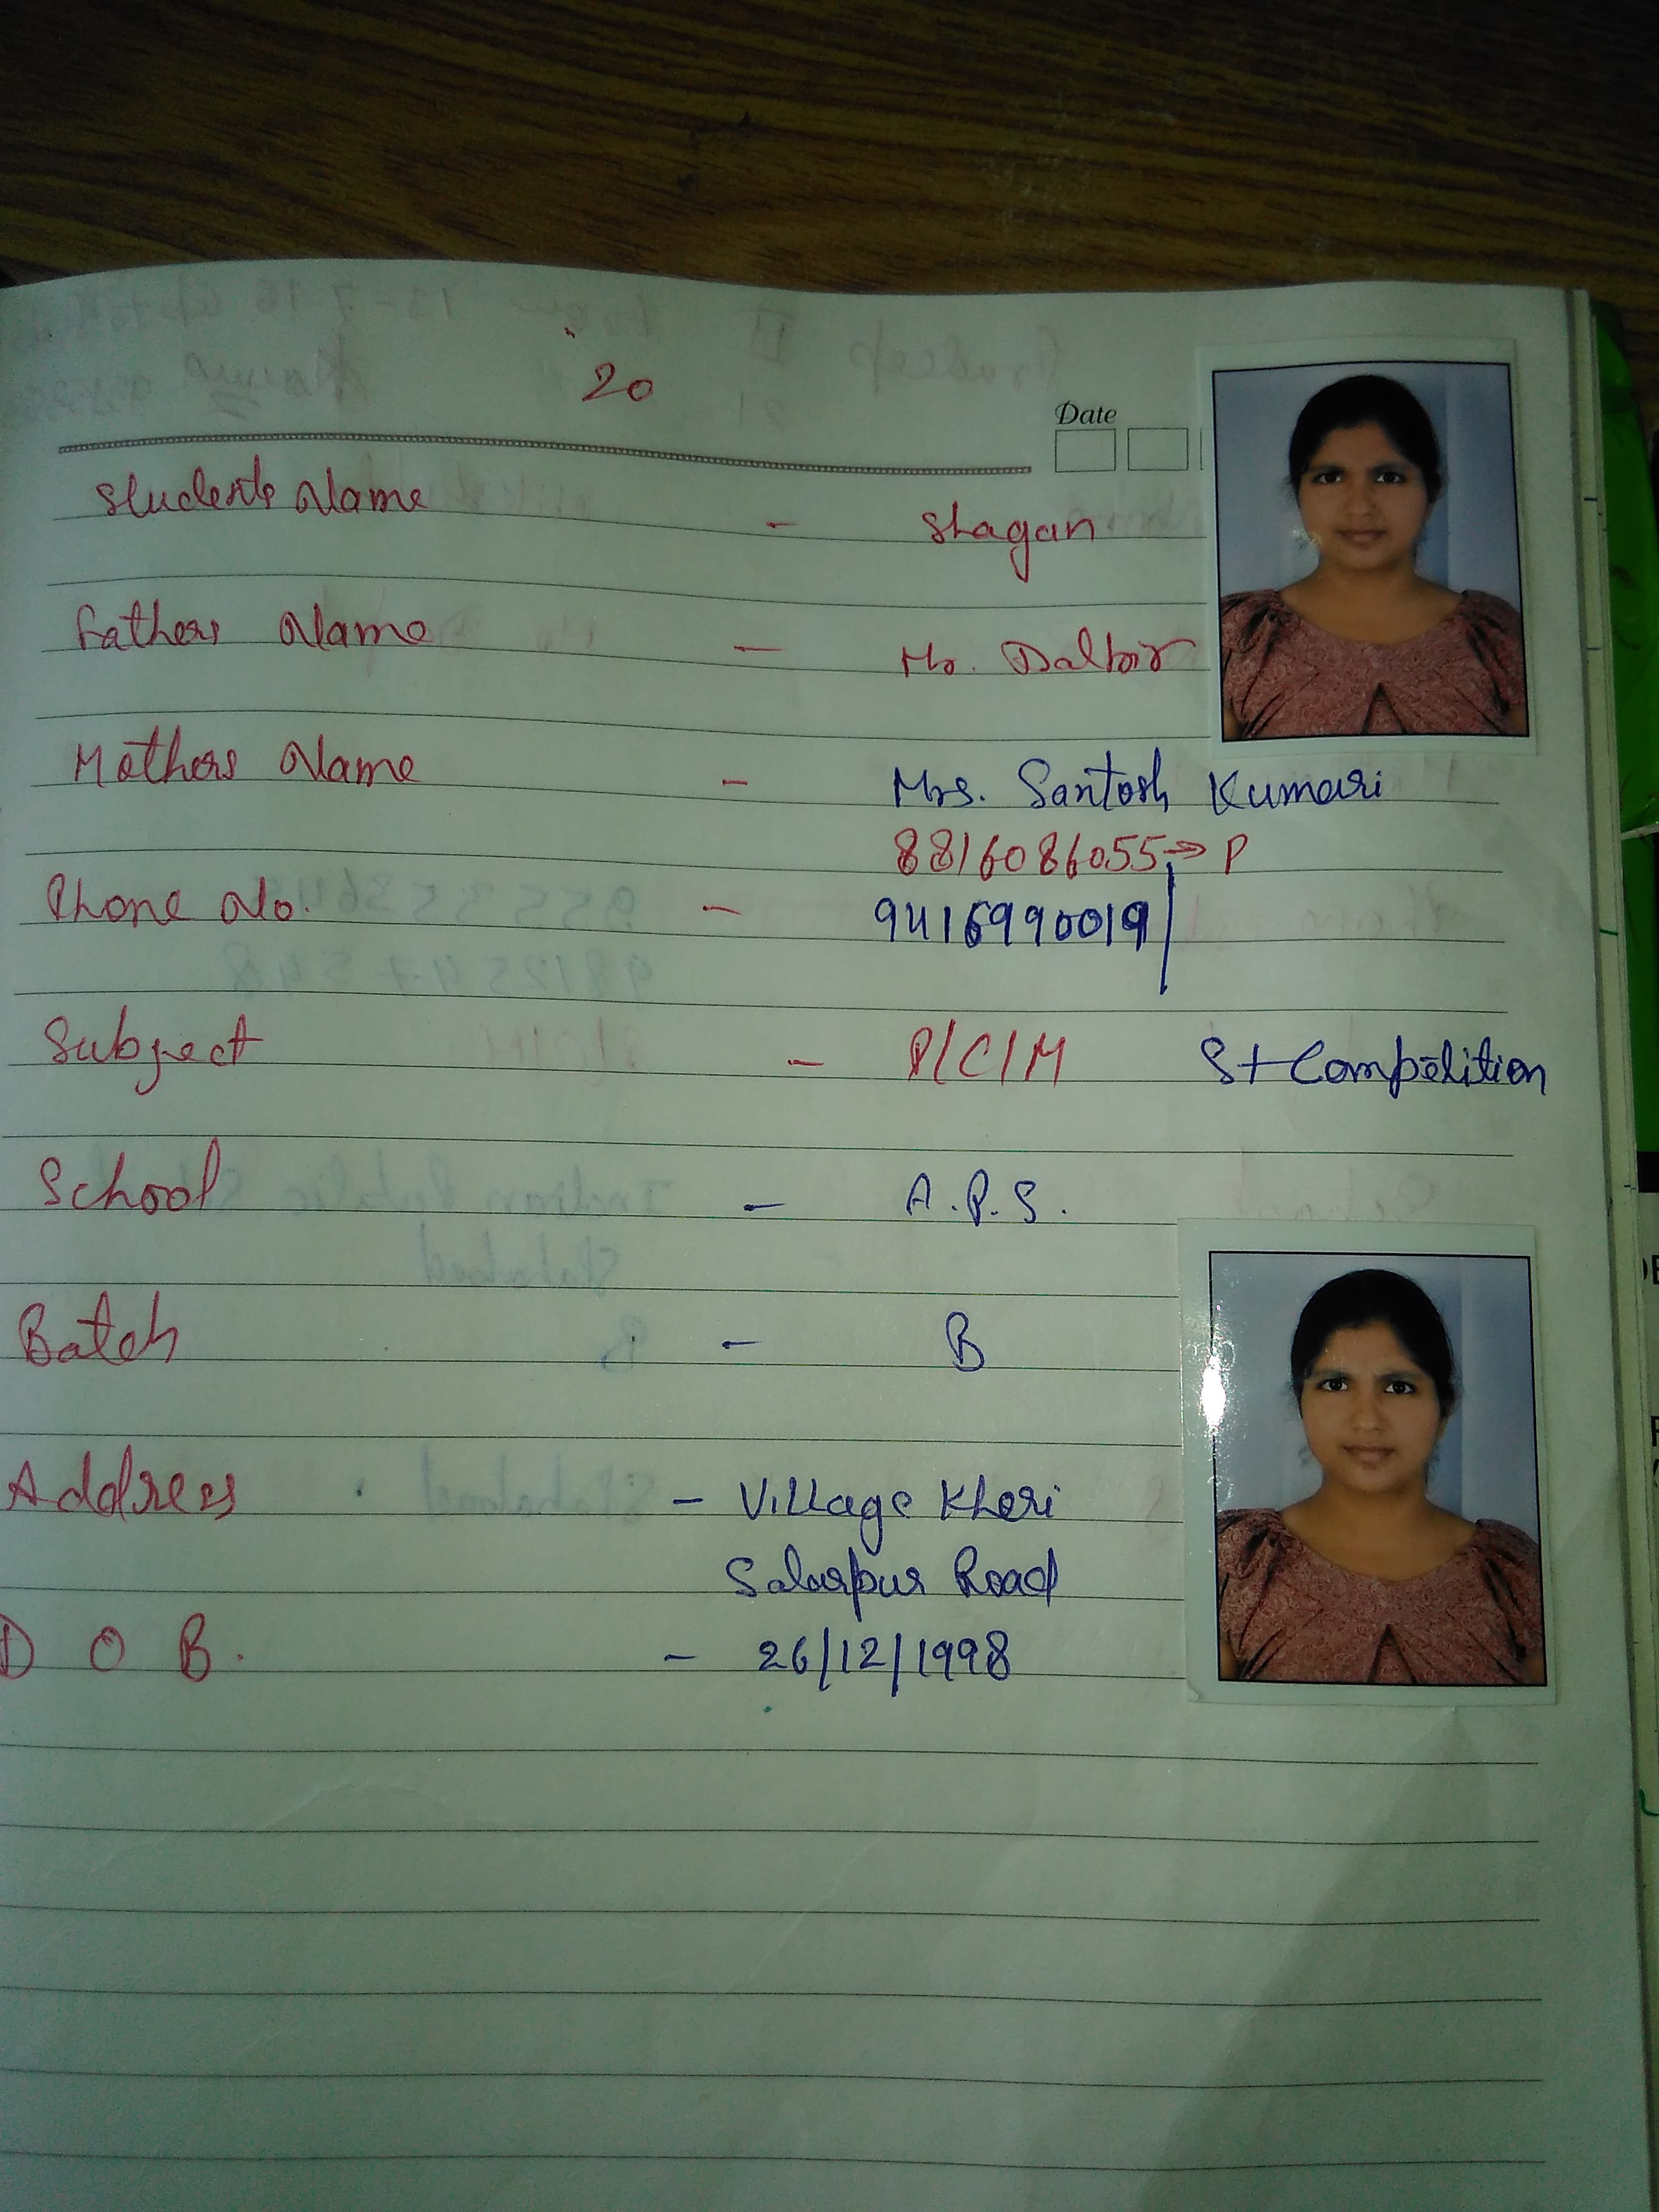 20
Date
Students Name - Shagan
Fathers Name - Mr. Dalbir
Mothers Name - Mrs. Santosh Kumari
8816086055 → P
Phone No. - 9416990019
Subject - P/C/M S+Competition
School - A.P.S.
Batch - B
Address - Village Kheri
Salarpur Road
D O B. - 26/12/1998